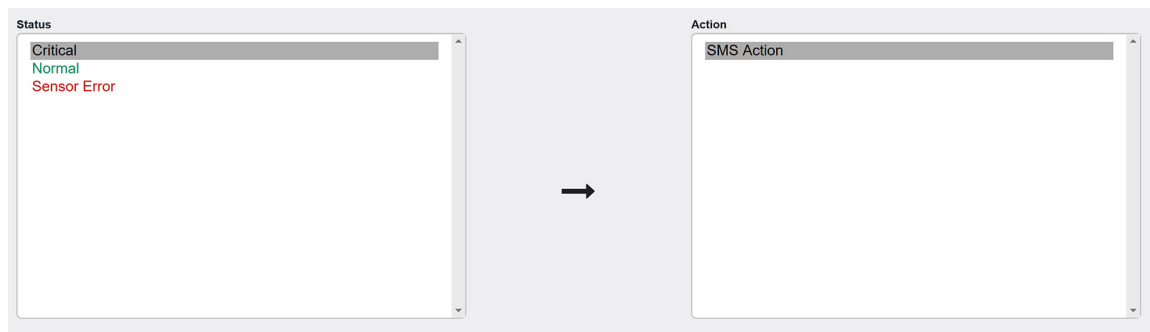 Status
Critical
Normal
Sensor Error
Action
SMS Action